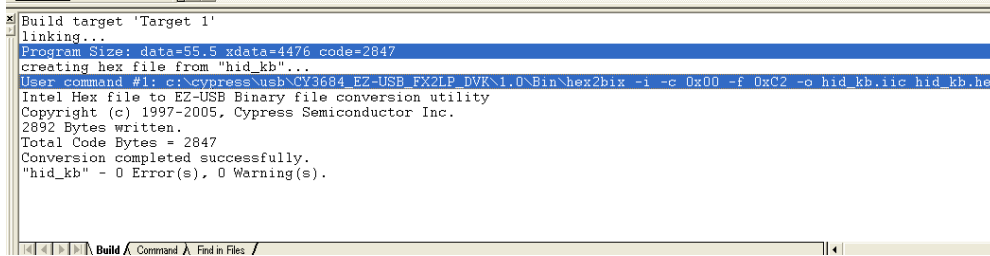 Build target 'Target 1'
linking...
Program Size: data=55.5 xdata=4476 code=2847
creating hex file from "hid_kb"...
User command #1: c:\cypress\usb\CY3684_EZ-USB_FX2LP_DVK\1.0\Bin\hex2bix -i -c 0x00 -f 0xC2 -o hid_kb.iic hid_kb.he
Intel Hex file to EZ-USB Binary file conversion utility
Copyright (c) 1997-2005, Cypress Semiconductor Inc.
2892 Bytes written.
Total Code Bytes = 2847
Conversion completed successfully.
"hid_kb" - 0 Error(s), 0 Warning(s).
Build Command Find in Files